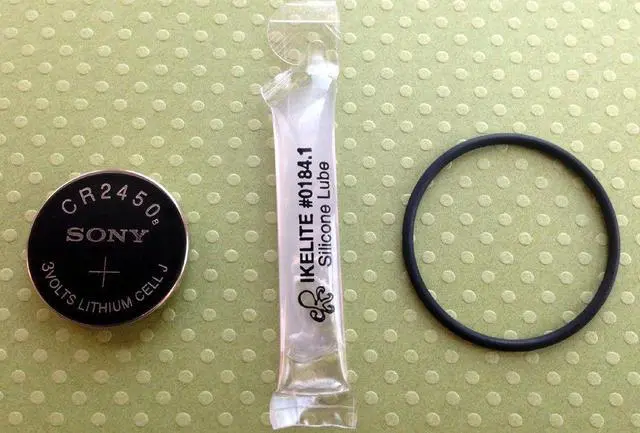 CR2450B
SONY
+
3VOLTS LITHIUM CELL J
IKELITE #0184.1
Silicone Lube